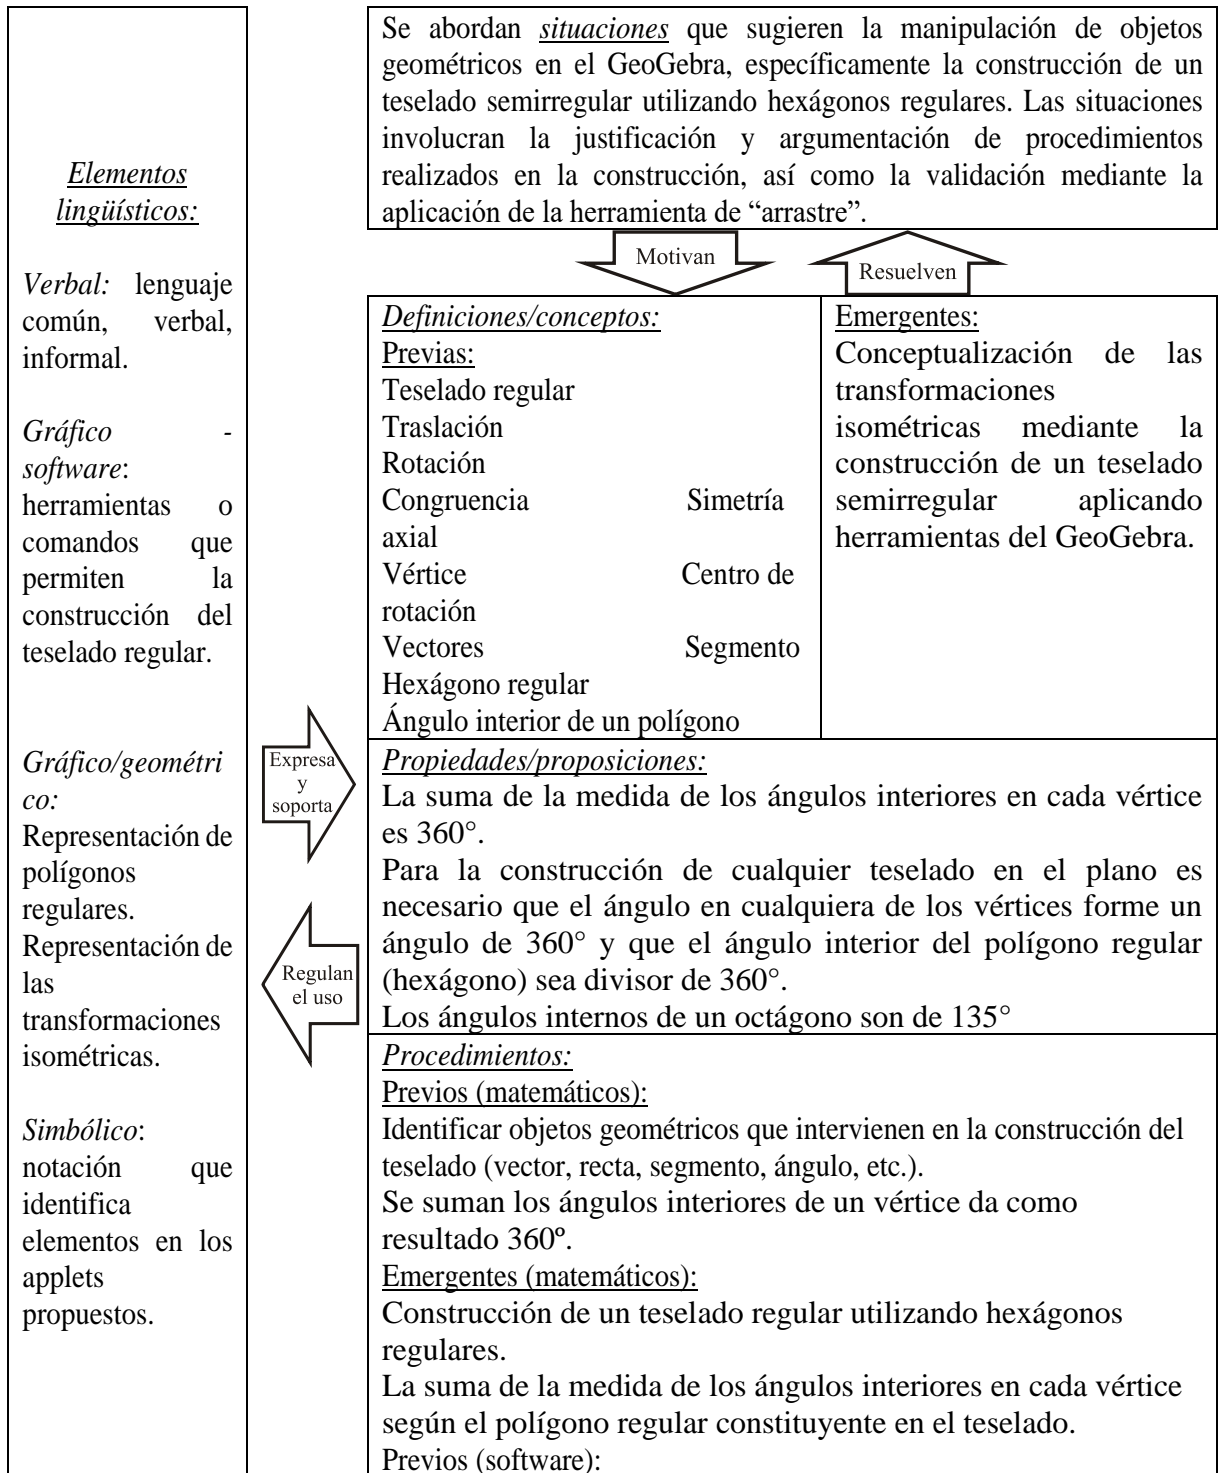 Elementos
lingüísticos:
Verbal: lenguaje
común, verbal,
informal.
Gráfico -
software:
herramientas o
comandos que
permiten la
construcción del
teselado regular.
Gráfico/geométri
co:
Representación de
polígonos
regulares.
Representación de
las
transformaciones
isométricas.
Simbólico:
notación que
identifica
elementos en los
applets
propuestos.
Expresa
y
soporta
Regulan
el uso
Se abordan situaciones que sugieren la manipulación de objetos
geométricos en el GeoGebra, específicamente la construcción de un
teselado semirregular utilizando hexágonos regulares. Las situaciones
involucran la justificación y argumentación de procedimientos
realizados en la construcción, así como la validación mediante la
aplicación de la herramienta de “arrastre”.
Motivan
Resuelven
Definiciones/conceptos:
Previas:
Teselado regular
Traslación
Rotación
Congruencia Simetría
axial
Vértice Centro de
rotación
Vectores Segmento
Hexágono regular
Ángulo interior de un polígono
Emergentes:
Conceptualización de las
transformaciones
isométricas mediante la
construcción de un teselado
semirregular aplicando
herramientas del GeoGebra.
Propiedades/proposiciones:
La suma de la medida de los ángulos interiores en cada vértice
es 360°.
Para la construcción de cualquier teselado en el plano es
necesario que el ángulo en cualquiera de los vértices forme un
ángulo de 360° y que el ángulo interior del polígono regular
(hexágono) sea divisor de 360°.
Los ángulos internos de un octágono son de 135°
Procedimientos:
Previos (matemáticos):
Identificar objetos geométricos que intervienen en la construcción del
teselado (vector, recta, segmento, ángulo, etc.).
Se suman los ángulos interiores de un vértice da como
resultado 360º.
Emergentes (matemáticos):
Construcción de un teselado regular utilizando hexágonos
regulares.
La suma de la medida de los ángulos interiores en cada vértice
según el polígono regular constituyente en el teselado.
Previos (software):